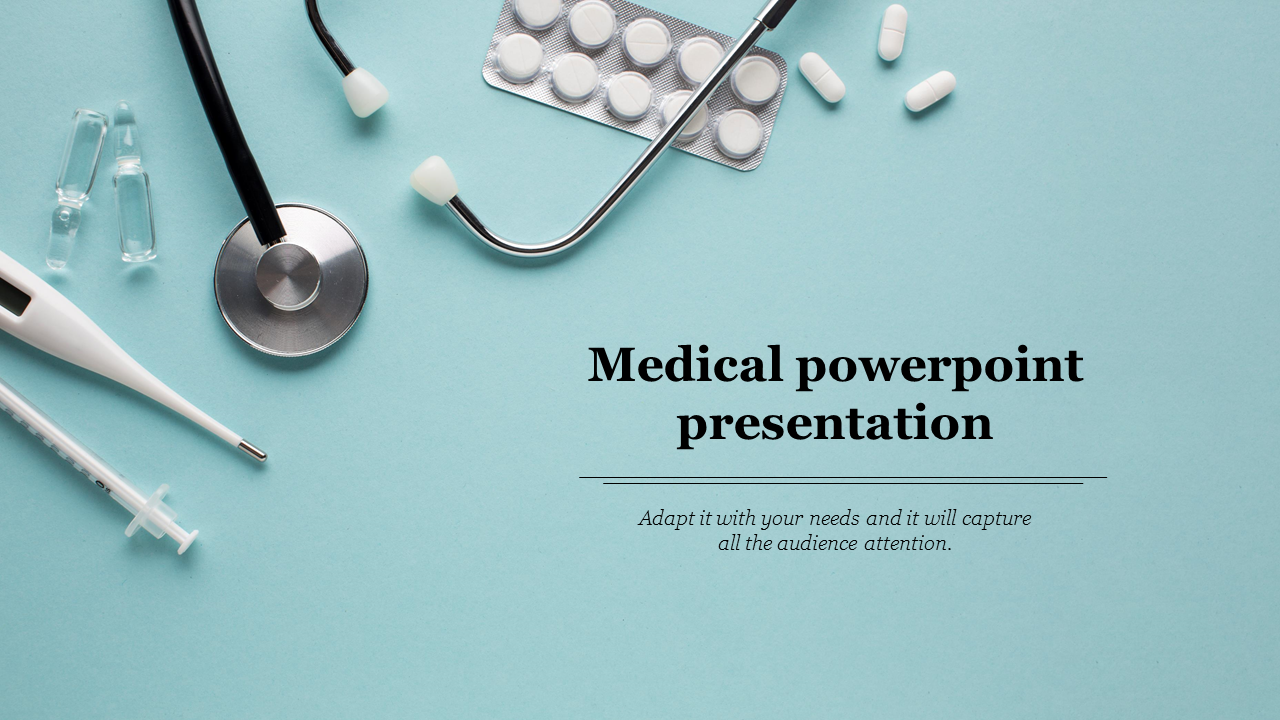 Medical powerpoint
presentation
Adapt it with your needs and it will capture
all the audience attention.